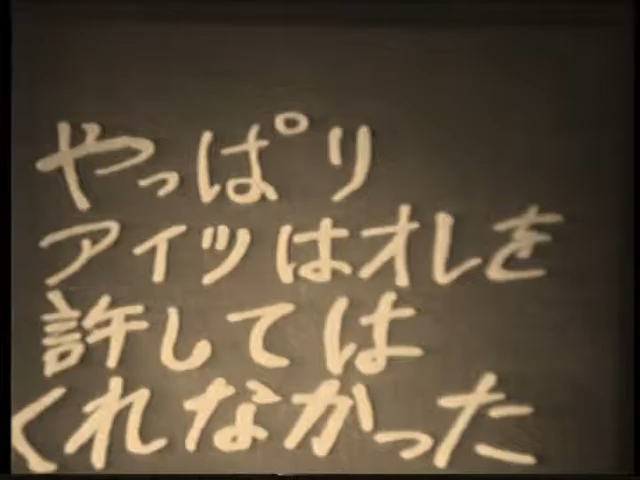 やっぱり
アイツはオレを
許しては
くれなかった